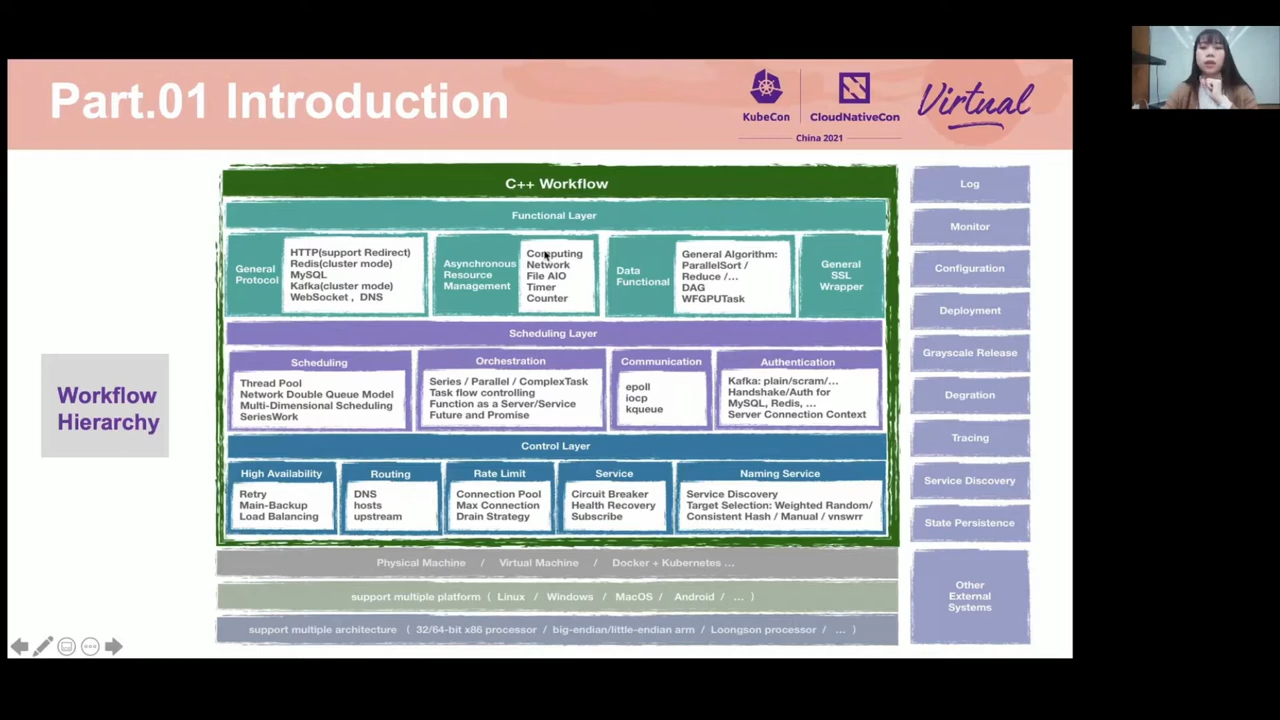 Part.01 Introduction
KubeCon
CloudNativeCon
China 2021
Virtual
Workflow
Hierarchy
C++ Workflow
Functional Layer
General
Protocol
HTTP(support Redirect)
Redis(cluster mode)
MySQL
Kafka(cluster mode)
WebSocket , DNS
Asynchronous
Resource
Management
Computing
Network
File AIO
Timer
Counter
Data
Functional
General Algorithm:
ParallelSort /
Reduce /...
DAG
WFGPUTask
General
SSL
Wrapper
Scheduling Layer
Scheduling
Thread Pool
Network Double Queue Model
Multi-Dimensional Scheduling
SeriesWork
Orchestration
Series / Parallel / ComplexTask
Task flow controlling
Function as a Server/Service
Future and Promise
Communication
epoll
iocp
kqueue
Authentication
Kafka: plain/scram/...
Handshake/Auth for
MySQL, Redis, ...
Server Connection Context
Control Layer
High Availability
Retry
Main-Backup
Load Balancing
Routing
DNS
hosts
upstream
Rate Limit
Connection Pool
Max Connection
Drain Strategy
Service
Circuit Breaker
Health Recovery
Subscribe
Naming Service
Service Discovery
Target Selection: Weighted Random/
Consistent Hash / Manual / vnswrr
Physical Machine / Virtual Machine / Docker + Kubernetes ...
support multiple platform ( Linux / Windows / MacOS / Android / ... )
support multiple architecture ( 32/64-bit x86 processor / big-endian/little-endian arm / Loongson processor / ... )
Log
Monitor
Configuration
Deployment
Grayscale Release
Degration
Tracing
Service Discovery
State Persistence
Other
External
Systems